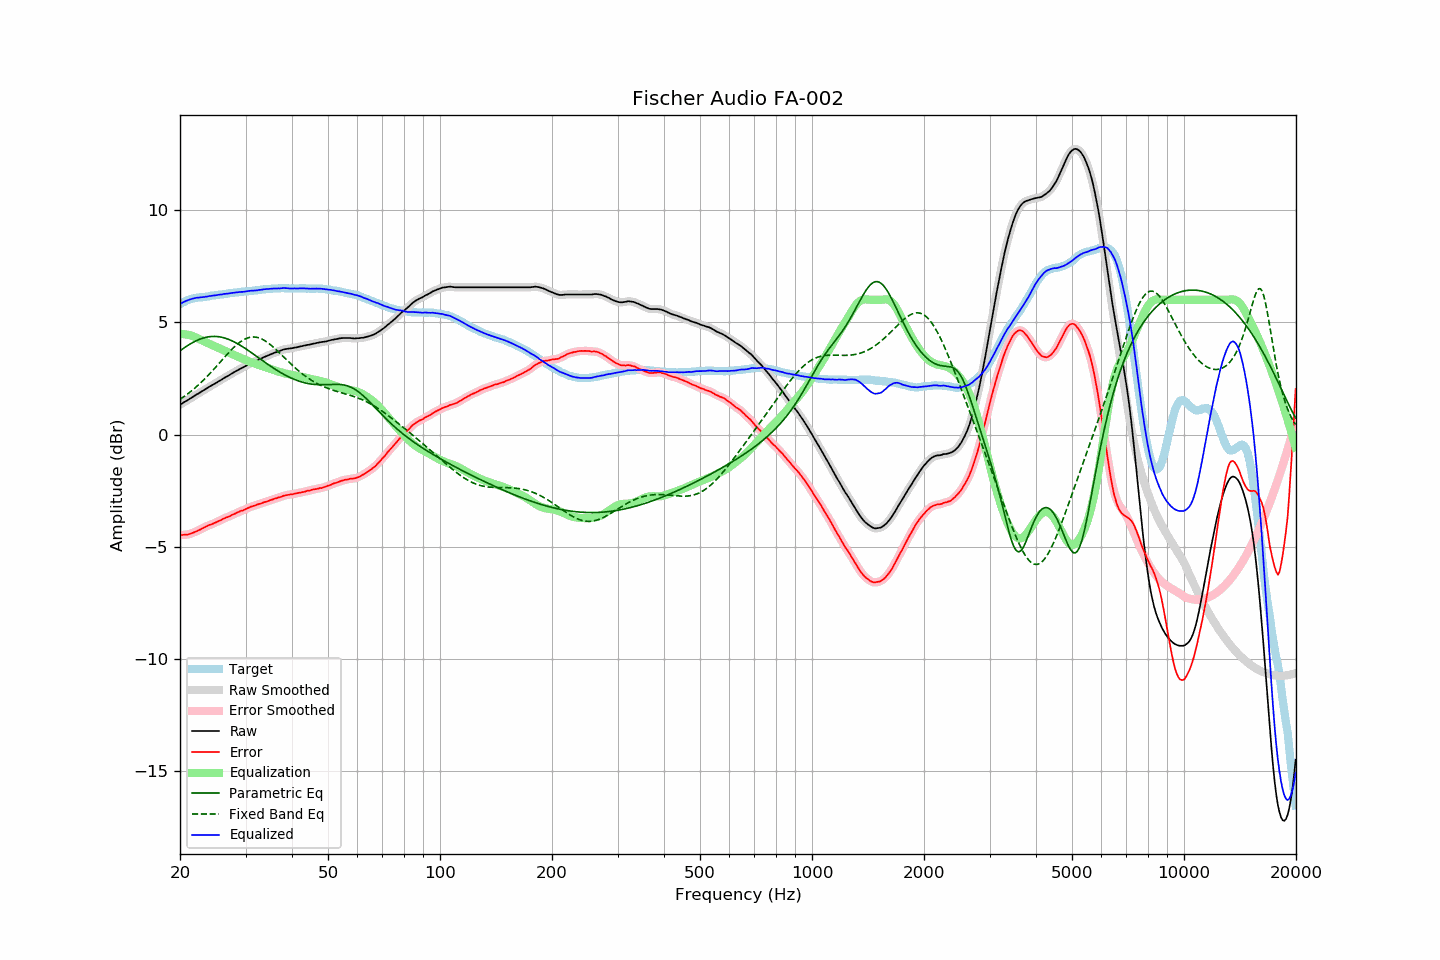 Fischer Audio FA-002
Amplitude (dBr)
10
5
0
−5
−10
−15
Target
Raw Smoothed
Error Smoothed
Raw
Error
Equalization
Parametric Eq
Fixed Band Eq
Equalized
20 50 100 200 500 1000 2000 5000 10000 20000
Frequency (Hz)